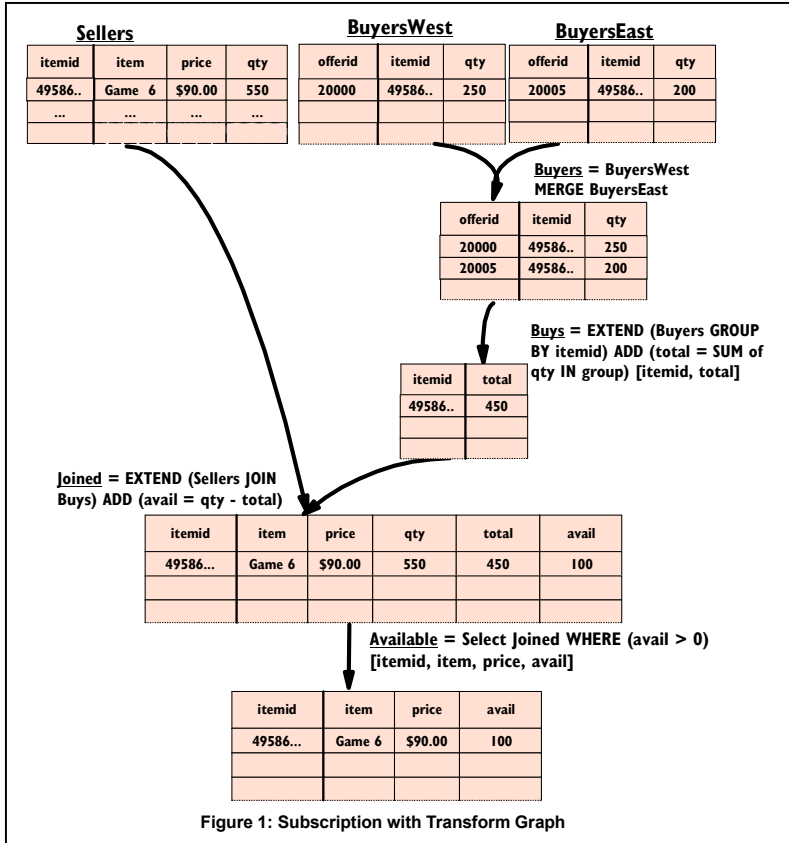 Sellers
itemid item price qty
49586.. Game 6 $90.00 550
... ... ... ...
BuyersWest
offerid itemid qty
20000 49586.. 250
BuyersEast
offerid itemid qty
20005 49586.. 200
Buyers = BuyersWest
MERGE BuyersEast
offerid itemid qty
20000 49586.. 250
20005 49586.. 200
Buys = EXTEND (Buyers GROUP
BY itemid) ADD (total = SUM of
qty IN group) [itemid, total]
itemid total
49586.. 450
Joined = EXTEND (Sellers JOIN
Buys) ADD (avail = qty - total)
itemid item price qty total avail
49586... Game 6 $90.00 550 450 100
Available = Select Joined WHERE (avail > 0)
[itemid, item, price, avail]
itemid item price avail
49586... Game 6 $90.00 100
Figure 1: Subscription with Transform Graph